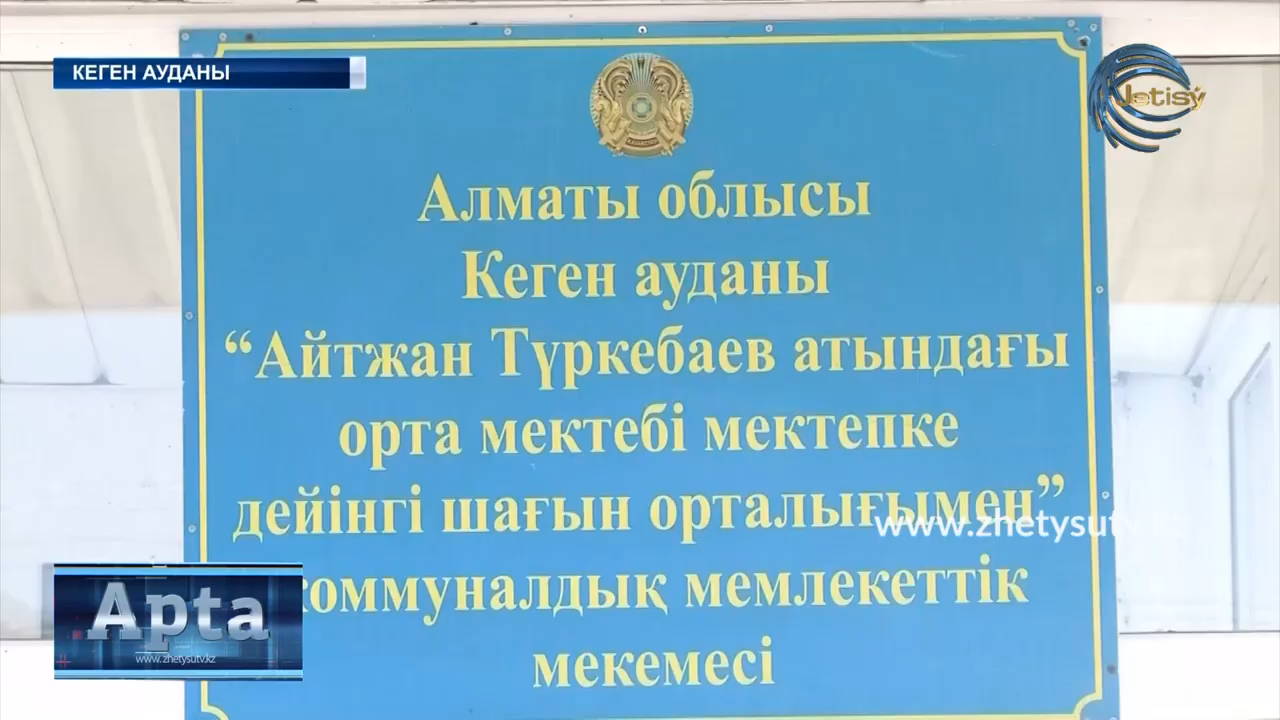 КЕГЕН АУДАНЫ
Jetisý
Алматы облысы
Кеген ауданы
“Айтжан Түркебаев атындағы
орта мектебі мектепке
дейінгі шағын орталығымен”
www.zhetysutv.kz
коммуналдық мемлекеттік
мекемесі
Apta
www.zhetysutv.kz